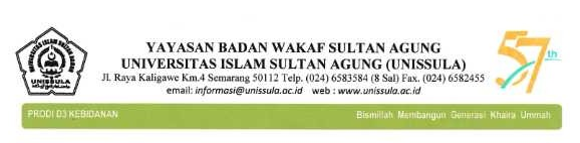 YAYASAN BADAN WAKAF SULTAN AGUNG
UNIVERSITAS ISLAM SULTAN AGUNG (UNISSULA)
Jl. Raya Kaligawe Km.4 Semarang 50112 Telp. (024) 6583584 (8 Sal) Fax. (024) 6582455
email: informasi@unissula.ac.id web : www.unissula.ac.id
UNIVERSITAS ISLAM SULTAN AGUNG
UNISSULA
57th
PRODI D3 KEBIDANAN
Bismillah Membangun Generasi Khaira Ummah